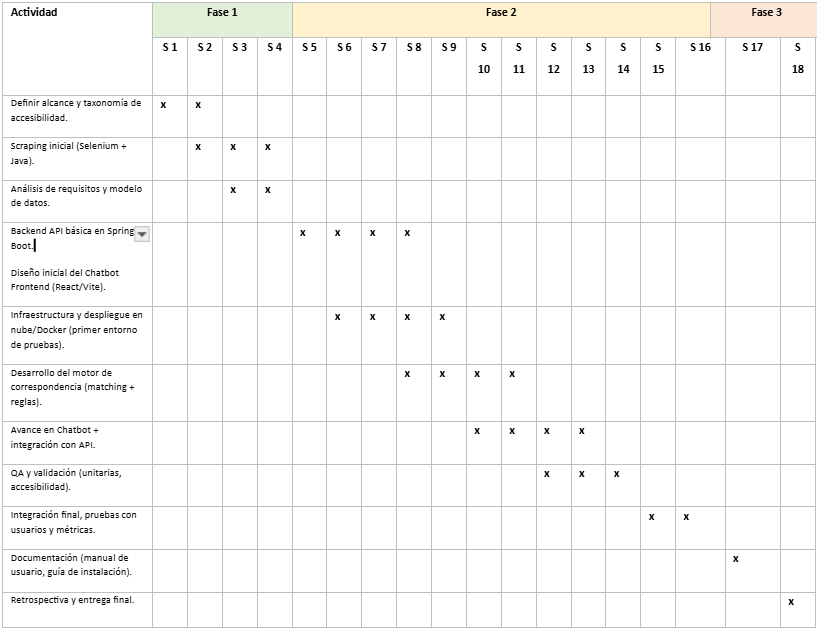 Actividad Fase 1 Fase 2 Fase 3
S 1 S 2 S 3 S 4 S 5 S 6 S 7 S 8 S 9 S 10 S 11 S 12 S 13 S 14 S 15 S 16 S 17 S 18
Definir alcance y taxonomía de x x
accesibilidad.
Scraping inicial (Selenium + x x x
Java).
Análisis de requisitos y modelo x x
de datos.
Backend API básica en Spring x x x x
Boot.
Diseño inicial del Chatbot
Frontend (React/Vite).
Infraestructura y despliegue en x x x x
nube/Docker (primer entorno
de pruebas).
Desarrollo del motor de x x x x
correspondencia (matching +
reglas).
Avance en Chatbot + x x x x
integración con API.
QA y validación (unitarias, x x x
accesibilidad).
Integración final, pruebas con x x
usuarios y métricas.
Documentación (manual de x
usuario, guía de instalación).
Retrospectiva y entrega final. x